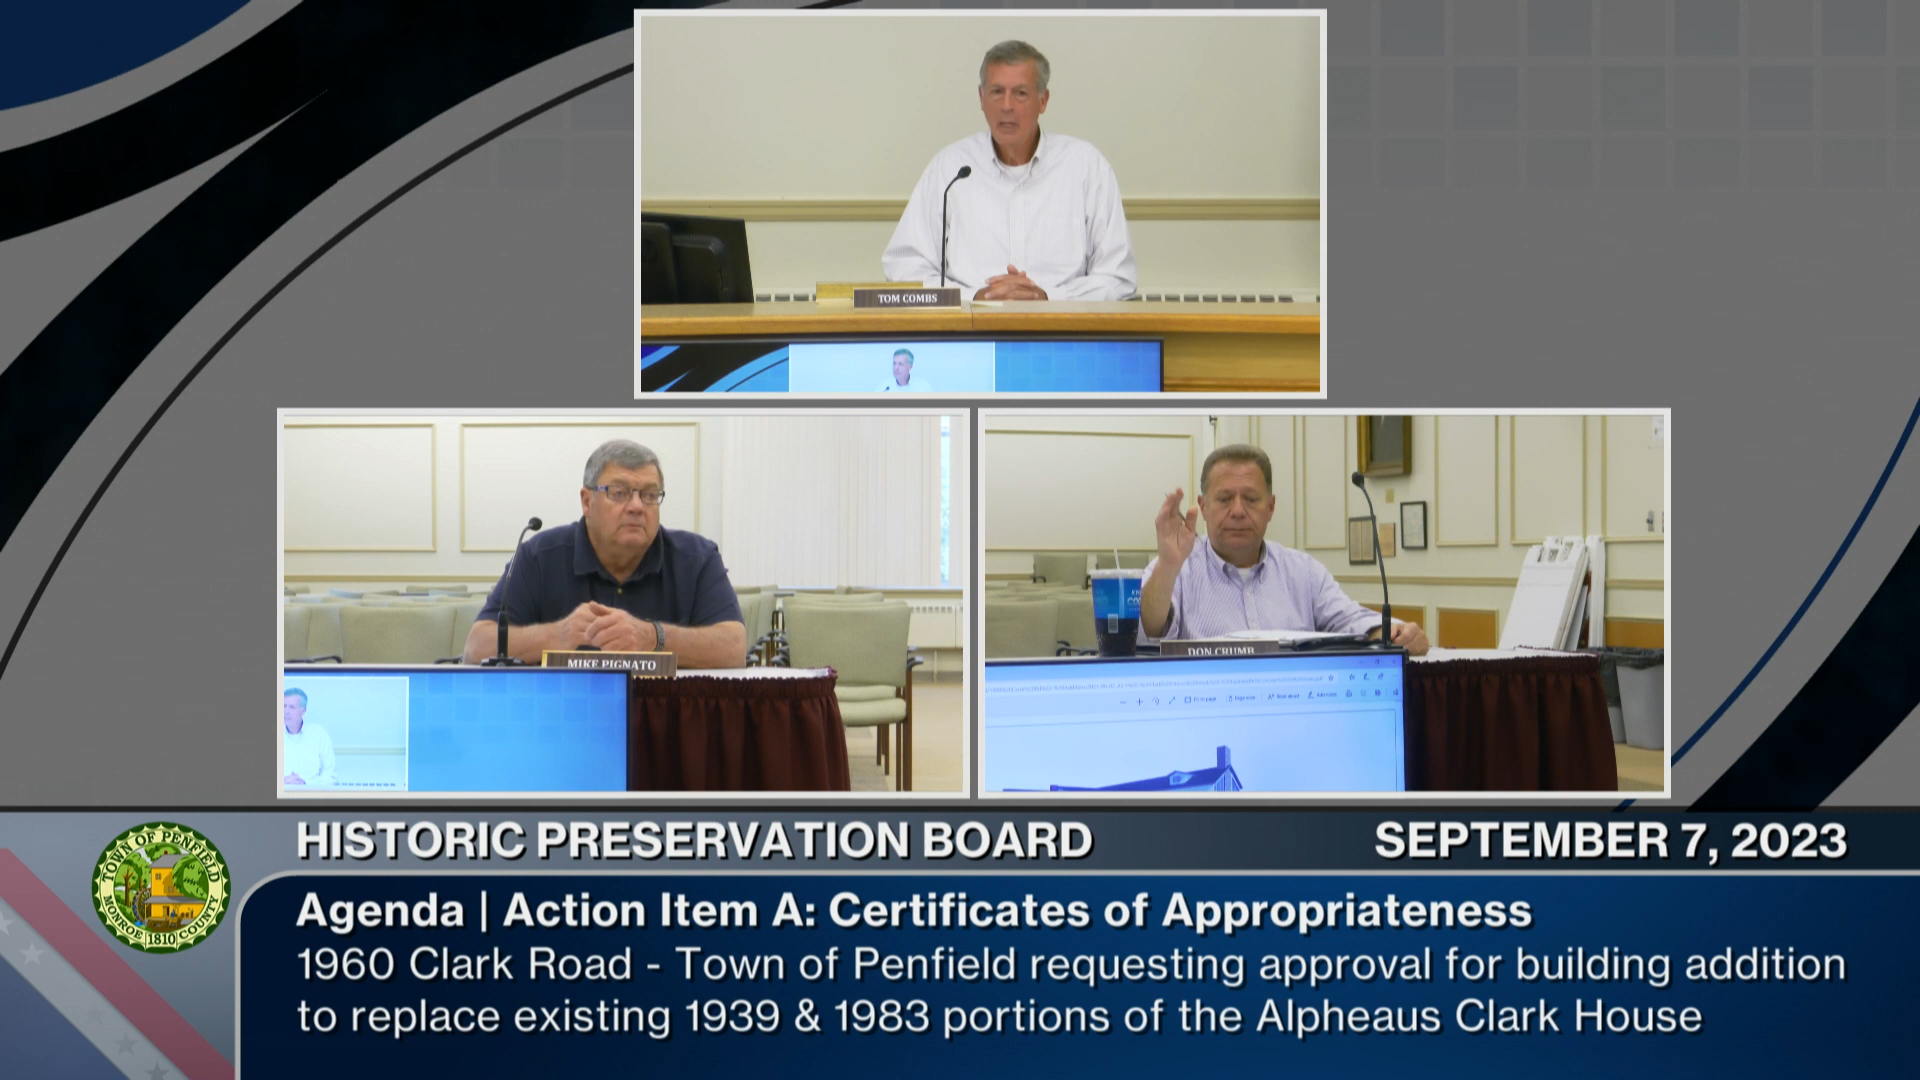 TOM COMBS
MIKE PIGNATO
DON CRUMB
HISTORIC PRESERVATION BOARD
SEPTEMBER 7, 2023
TOWN OF PENFIELD
MONROE COUNTY
1810
Agenda | Action Item A: Certificates of Appropriateness
1960 Clark Road - Town of Penfield requesting approval for building addition
to replace existing 1939 & 1983 portions of the Alpheaus Clark House